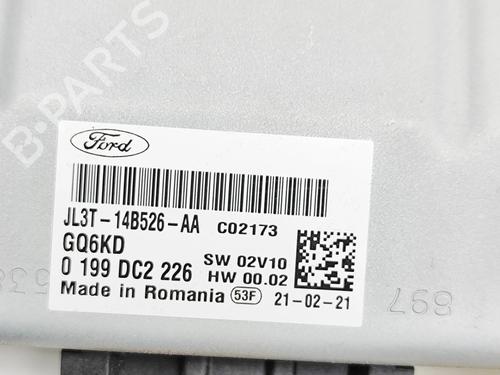 B-PARTS
Ford
JL3T-14B526-AA C02173
GQ6KD
0 199 DC2 226 SW 02V10
HW 00.02
Made in Romania 53F 21-02-21
897